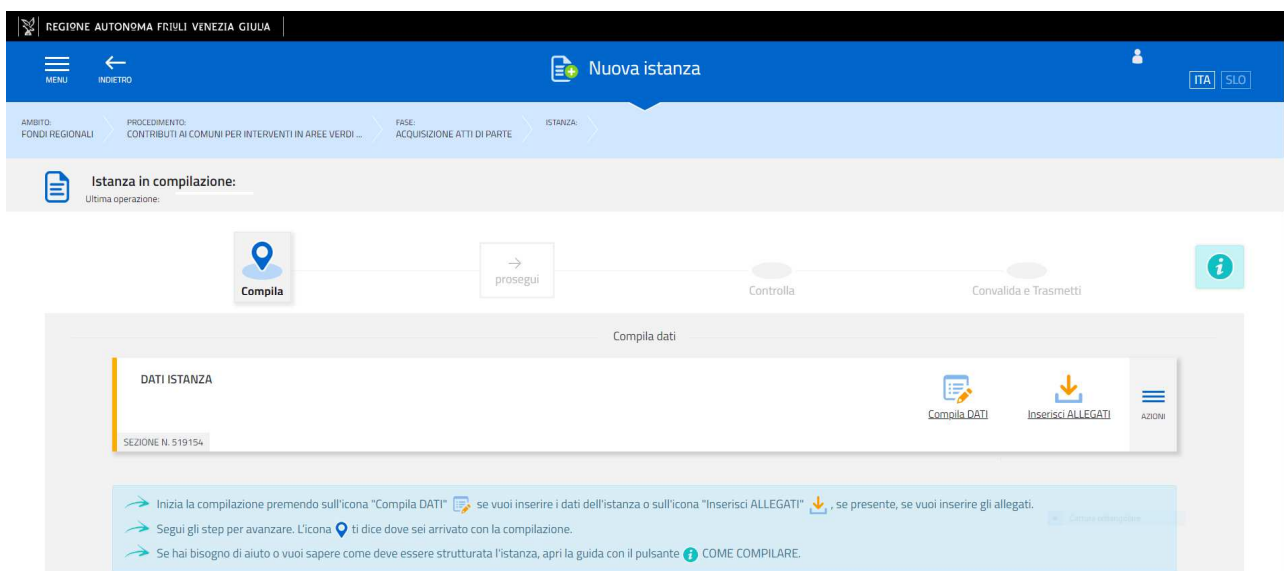 REGIONE AUTONOMA FRIULI VENEZIA GIULIA
MENU
INDIETRO
Nuova istanza
ITA SLO
AMBITO:
FONDI REGIONALI
PROCEDIMENTO:
CONTRIBUTI AI COMUNI PER INTERVENTI IN AREE VERDI ...
FASE:
ACQUISIZIONE ATTI DI PARTE
ISTANZA:
Istanza in compilazione:
Ultima operazione:
Compila
prosegui
Controlla
Convalida e Trasmetti
Compila dati
DATI ISTANZA
Compila DATI
Inserisci ALLEGATI
AZIONI
SEZIONE N. 519154
Inizia la compilazione premendo sull'icona "Compila DATI" se vuoi inserire i dati dell'istanza o sull'icona "Inserisci ALLEGATI" , se presente, se vuoi inserire gli allegati.
Segui gli step per avanzare. L'icona ti dice dove sei arrivato con la compilazione.
Se hai bisogno di aiuto o vuoi sapere come deve essere strutturata l'istanza, apri la guida con il pulsante COME COMPILARE.